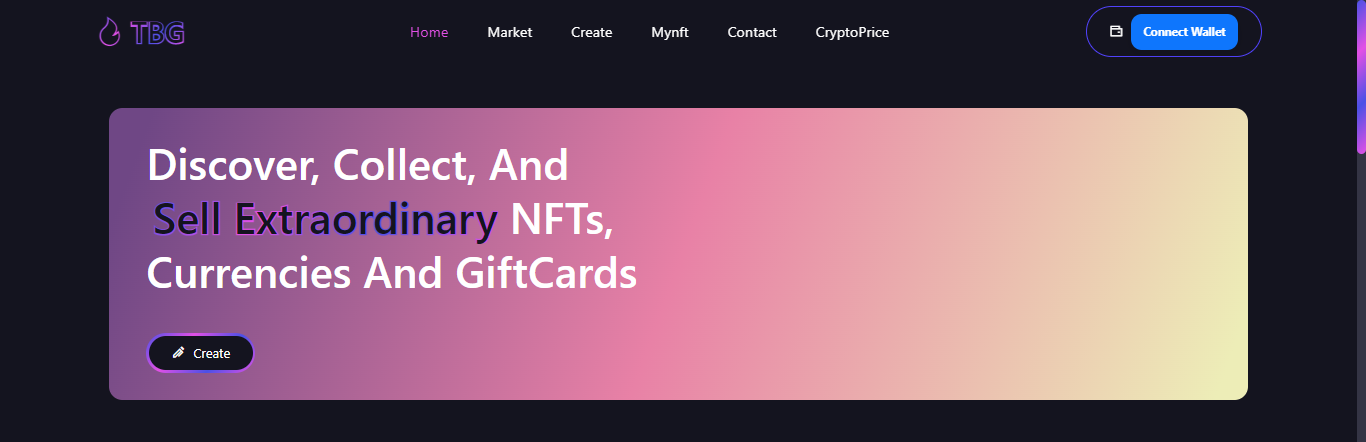 TBG
Home Market Create Mynft Contact CryptoPrice
Connect Wallet
Discover, Collect, And
Sell Extraordinary NFTs,
Currencies And GiftCards
Create